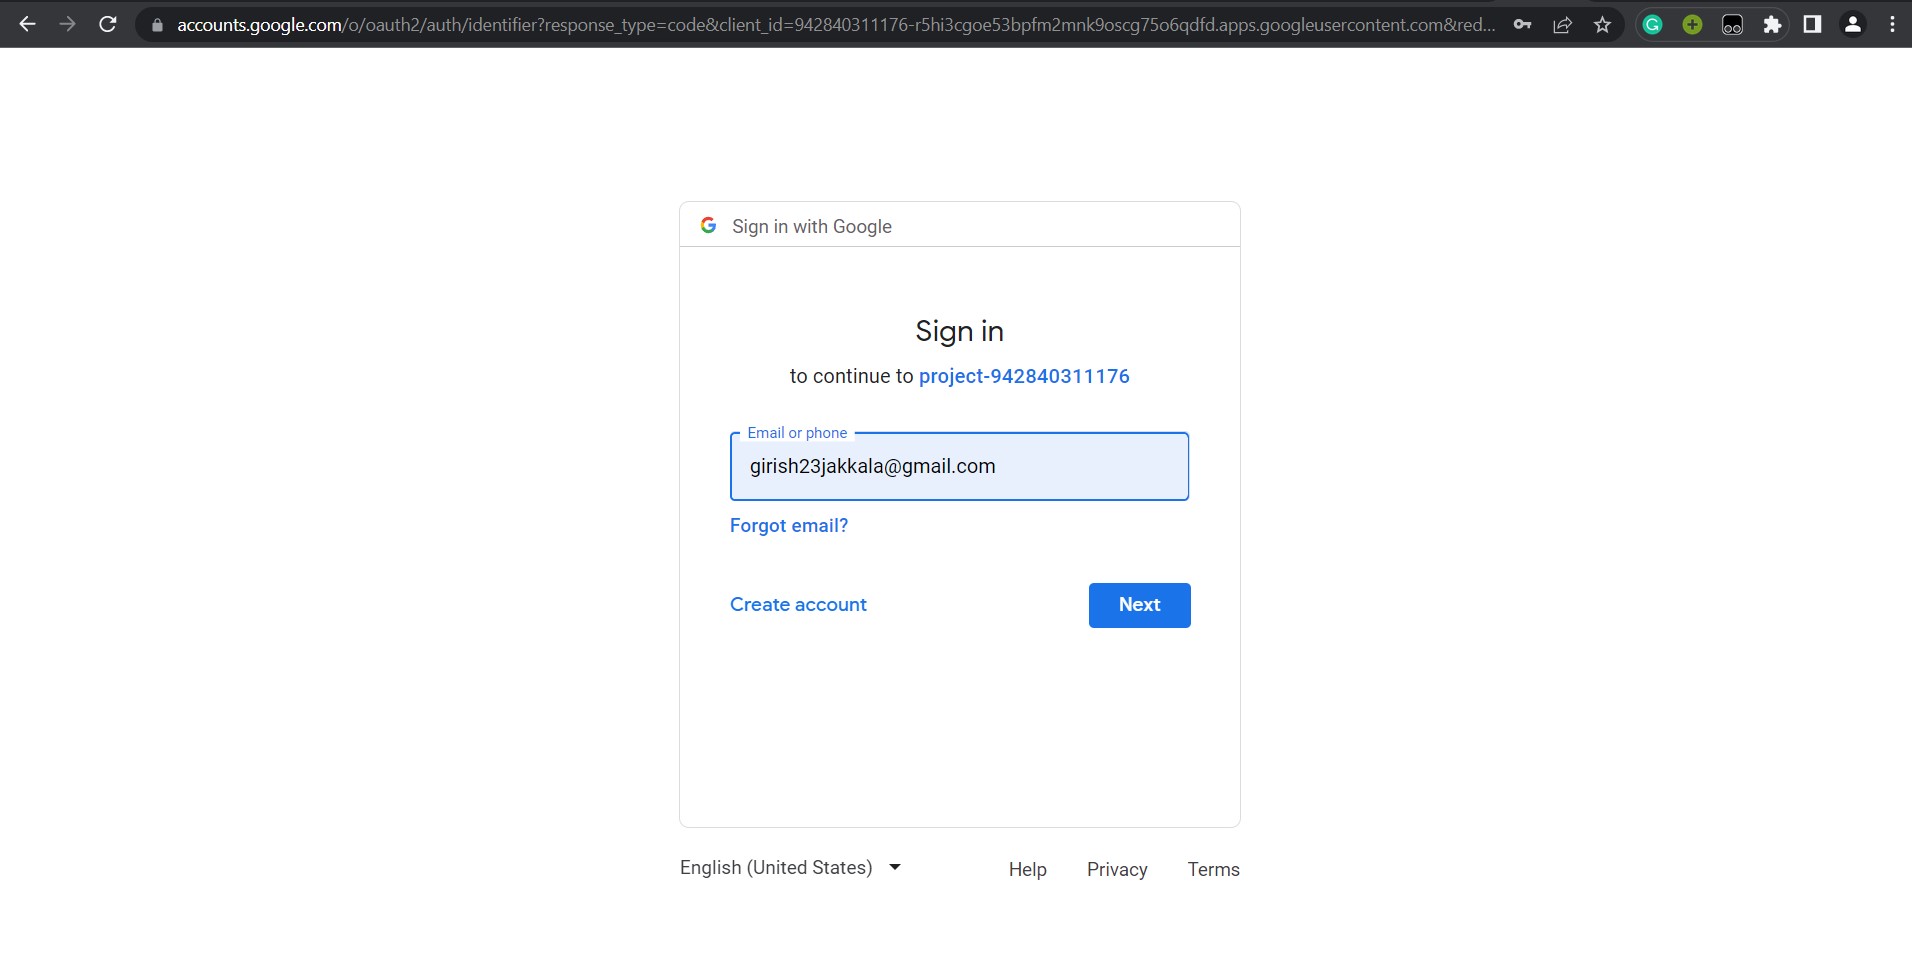 accounts.google.com/o/oauth2/auth/identifier?response_type=code&client_id=942840311176-r5hi3cgoe53bpfm2mnk9oscg75o6qdfd.apps.googleusercontent.com&red...
Sign in with Google
Sign in
to continue to project-942840311176
Email or phone
girish23jakkala@gmail.com
Forgot email?
Create account
Next
English (United States)
Help Privacy Terms